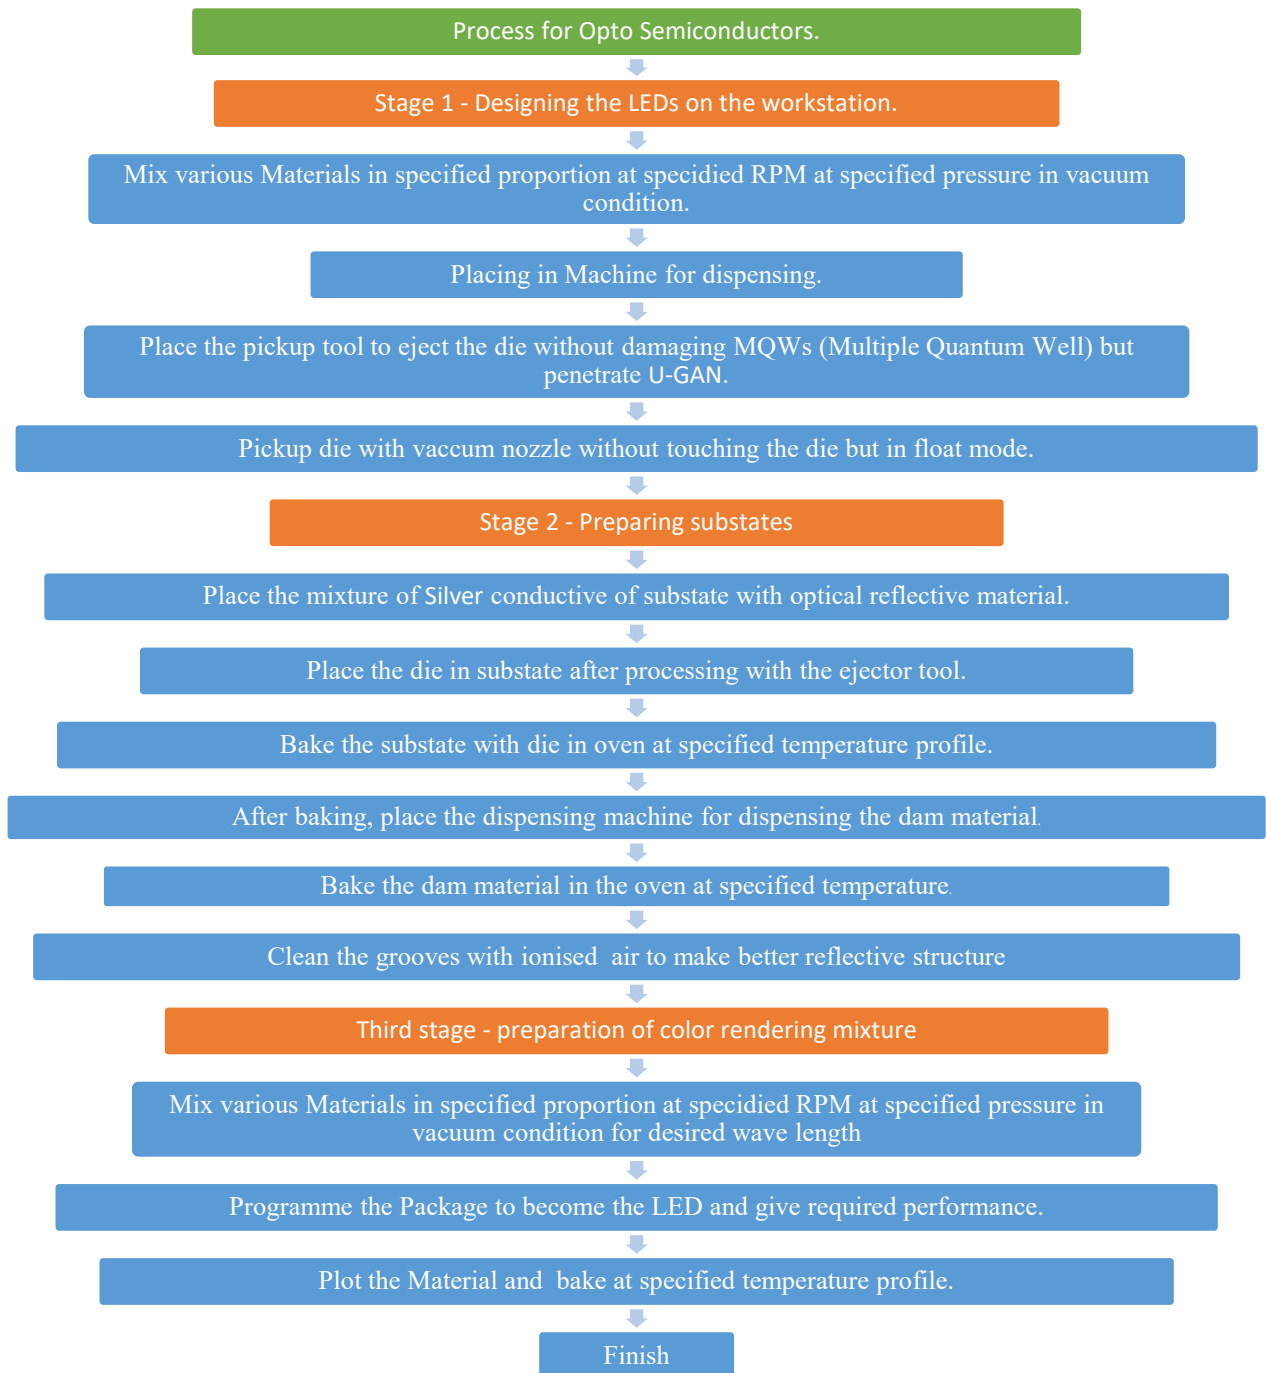 Process for Opto Semiconductors.
Stage 1 - Designing the LEDs on the workstation.
Mix various Materials in specified proportion at specidied RPM at specified pressure in vacuum
condition.
Placing in Machine for dispensing.
Place the pickup tool to eject the die without damaging MQWs (Multiple Quantum Well) but
penetrate U-GAN.
Pickup die with vaccum nozzle without touching the die but in float mode.
Stage 2 - Preparing substates
Place the mixture of Silver conductive of substate with optical reflective material.
Place the die in substate after processing with the ejector tool.
Bake the substate with die in oven at specified temperature profile.
After baking, place the dispensing machine for dispensing the dam material.
Bake the dam material in the oven at specified temperature.
Clean the grooves with ionised  air to make better reflective structure
Third stage - preparation of color rendering mixture
Mix various Materials in specified proportion at specidied RPM at specified pressure in
vacuum condition for desired wave length
Programme the Package to become the LED and give required performance.
Plot the Material and  bake at specified temperature profile.
Finish